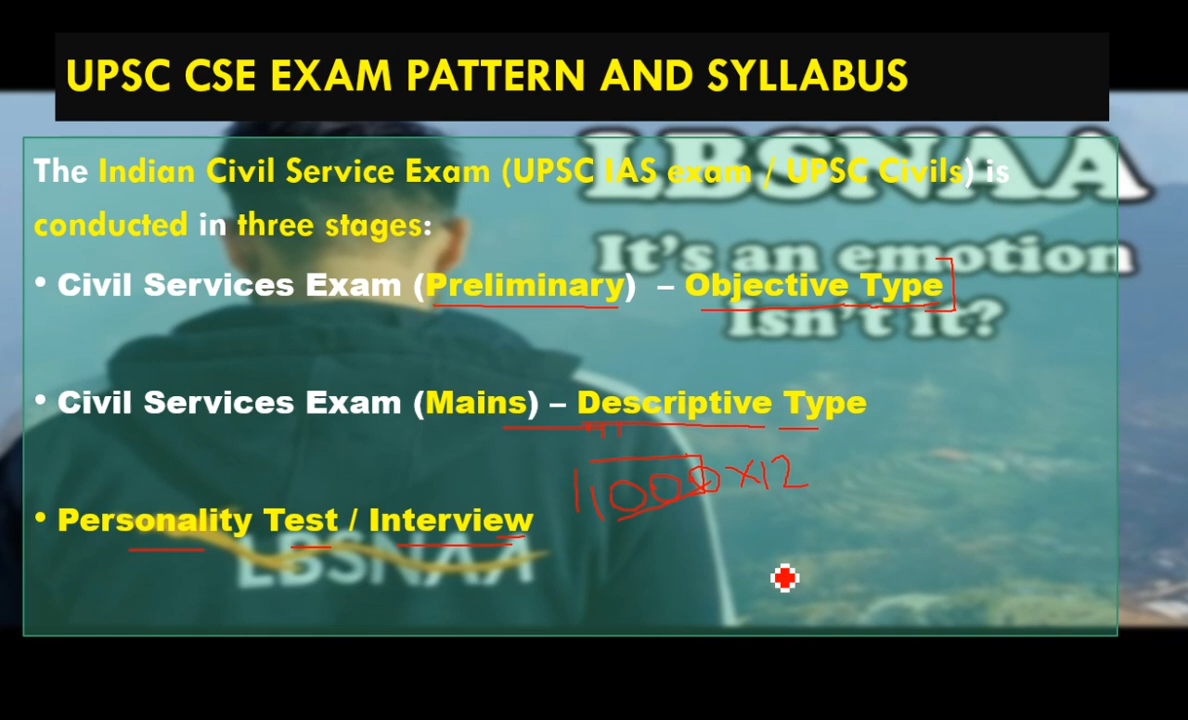 UPSC CSE EXAM PATTERN AND SYLLABUS
LBSNAA
The Indian Civil Service Exam (UPSC IAS exam / UPSC Civils) is
conducted in three stages:
It's an emotion
• Civil Services Exam (Preliminary) – Objective Type
Isn't it?
• Civil Services Exam (Mains) – Descriptive Type
• Personality Test / Interview
LBSNAA